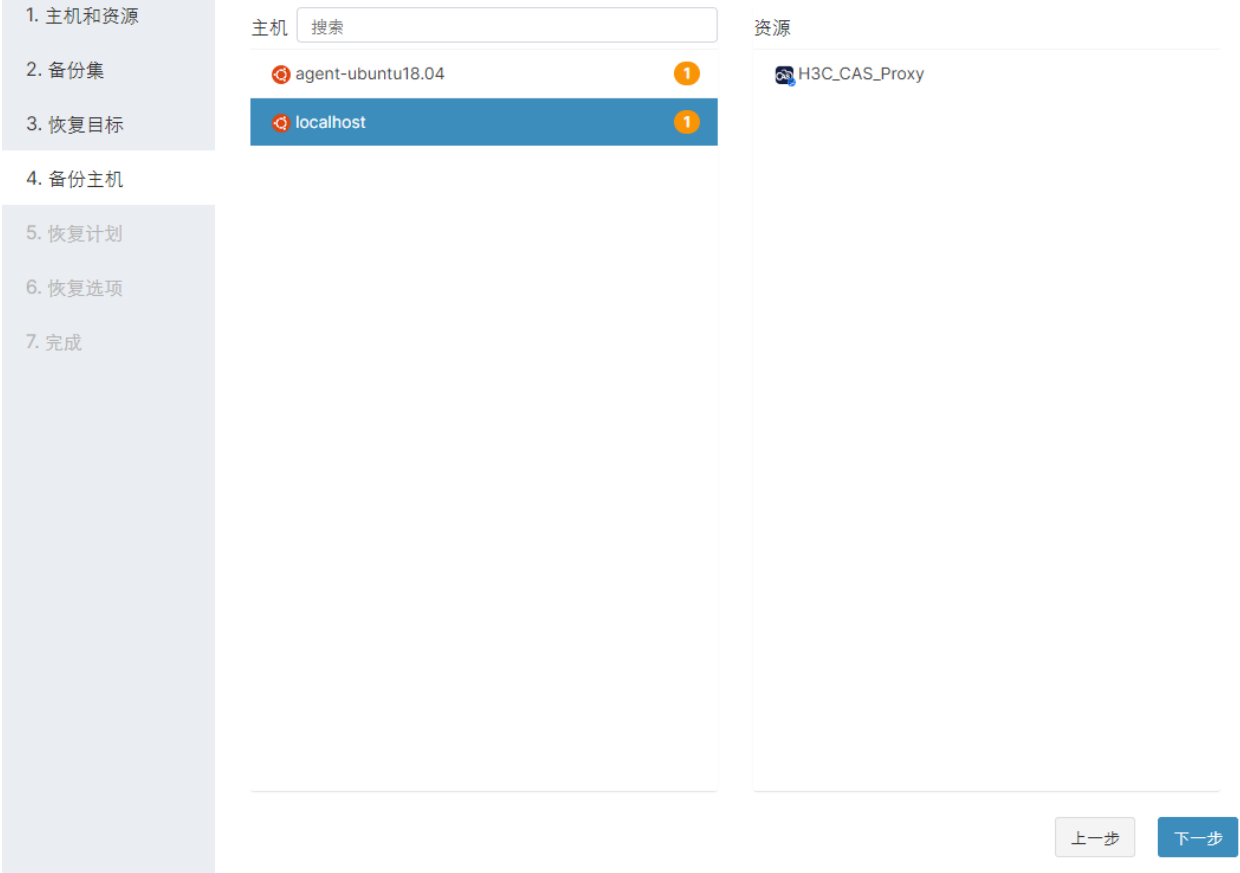 1. 主机和资源
2. 备份集
3. 恢复目标
4. 备份主机
5. 恢复计划
6. 恢复选项
7. 完成
主机 搜索
agent-ubuntu18.04 1
localhost 1
资源
H3C_CAS_Proxy
上一步 下一步